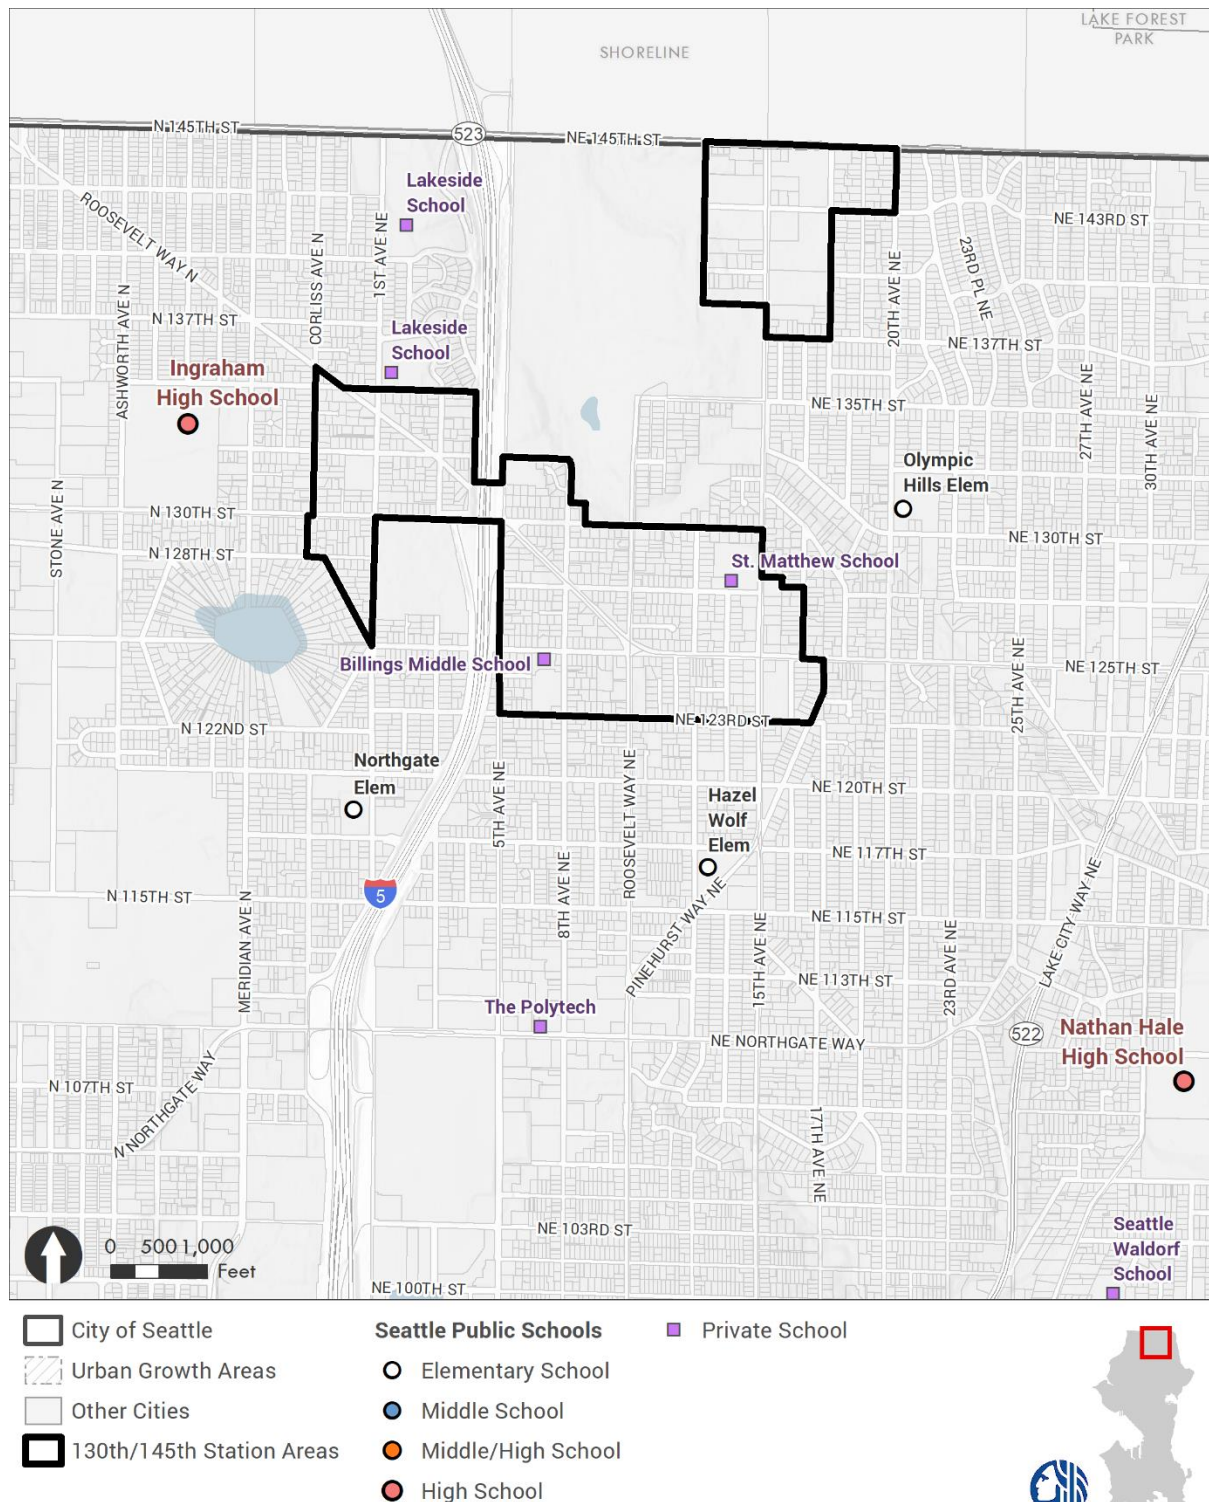 LAKE FOREST
PARK
SHORELINE
N 145TH ST
523
NE 145TH ST
Lakeside
School
ROOSEVELT WAY N
CORLISS AVE N
1ST AVE NE
NE 143RD ST
23RD PL NE
20TH AVE NE
N 137TH ST
Lakeside
School
NE 137TH ST
ASHWORTH AVE N
Ingraham
High School
NE 135TH ST
27TH AVE NE
30TH AVE NE
Olympic
Hills Elem
STONE AVE N
N 130TH ST
NE 130TH ST
N 128TH ST
St. Matthew School
Billings Middle School
NE 125TH ST
25TH AVE NE
N 122ND ST
NE 123RD ST
Northgate
Elem
5TH AVE NE
ROOSEVELT WAY NE
Hazel
Wolf
Elem
NE 120TH ST
NE 117TH ST
5
N 115TH ST
8TH AVE NE
NE 115TH ST
LAKE CITY WAY NE
MERIDIAN AVE N
PINEHURST WAY NE
15TH AVE NE
NE 113TH ST
23RD AVE NE
The Polytech
NE NORTHGATE WAY
522
Nathan Hale
High School
N 107TH ST
N NORTHGATE WAY
17TH AVE NE
NE 103RD ST
Seattle
Waldorf
School
0 500 1,000
Feet
NE 100TH ST
City of Seattle
Urban Growth Areas
Other Cities
130th/145th Station Areas
Seattle Public Schools
Elementary School
Middle School
Middle/High School
High School
Private School